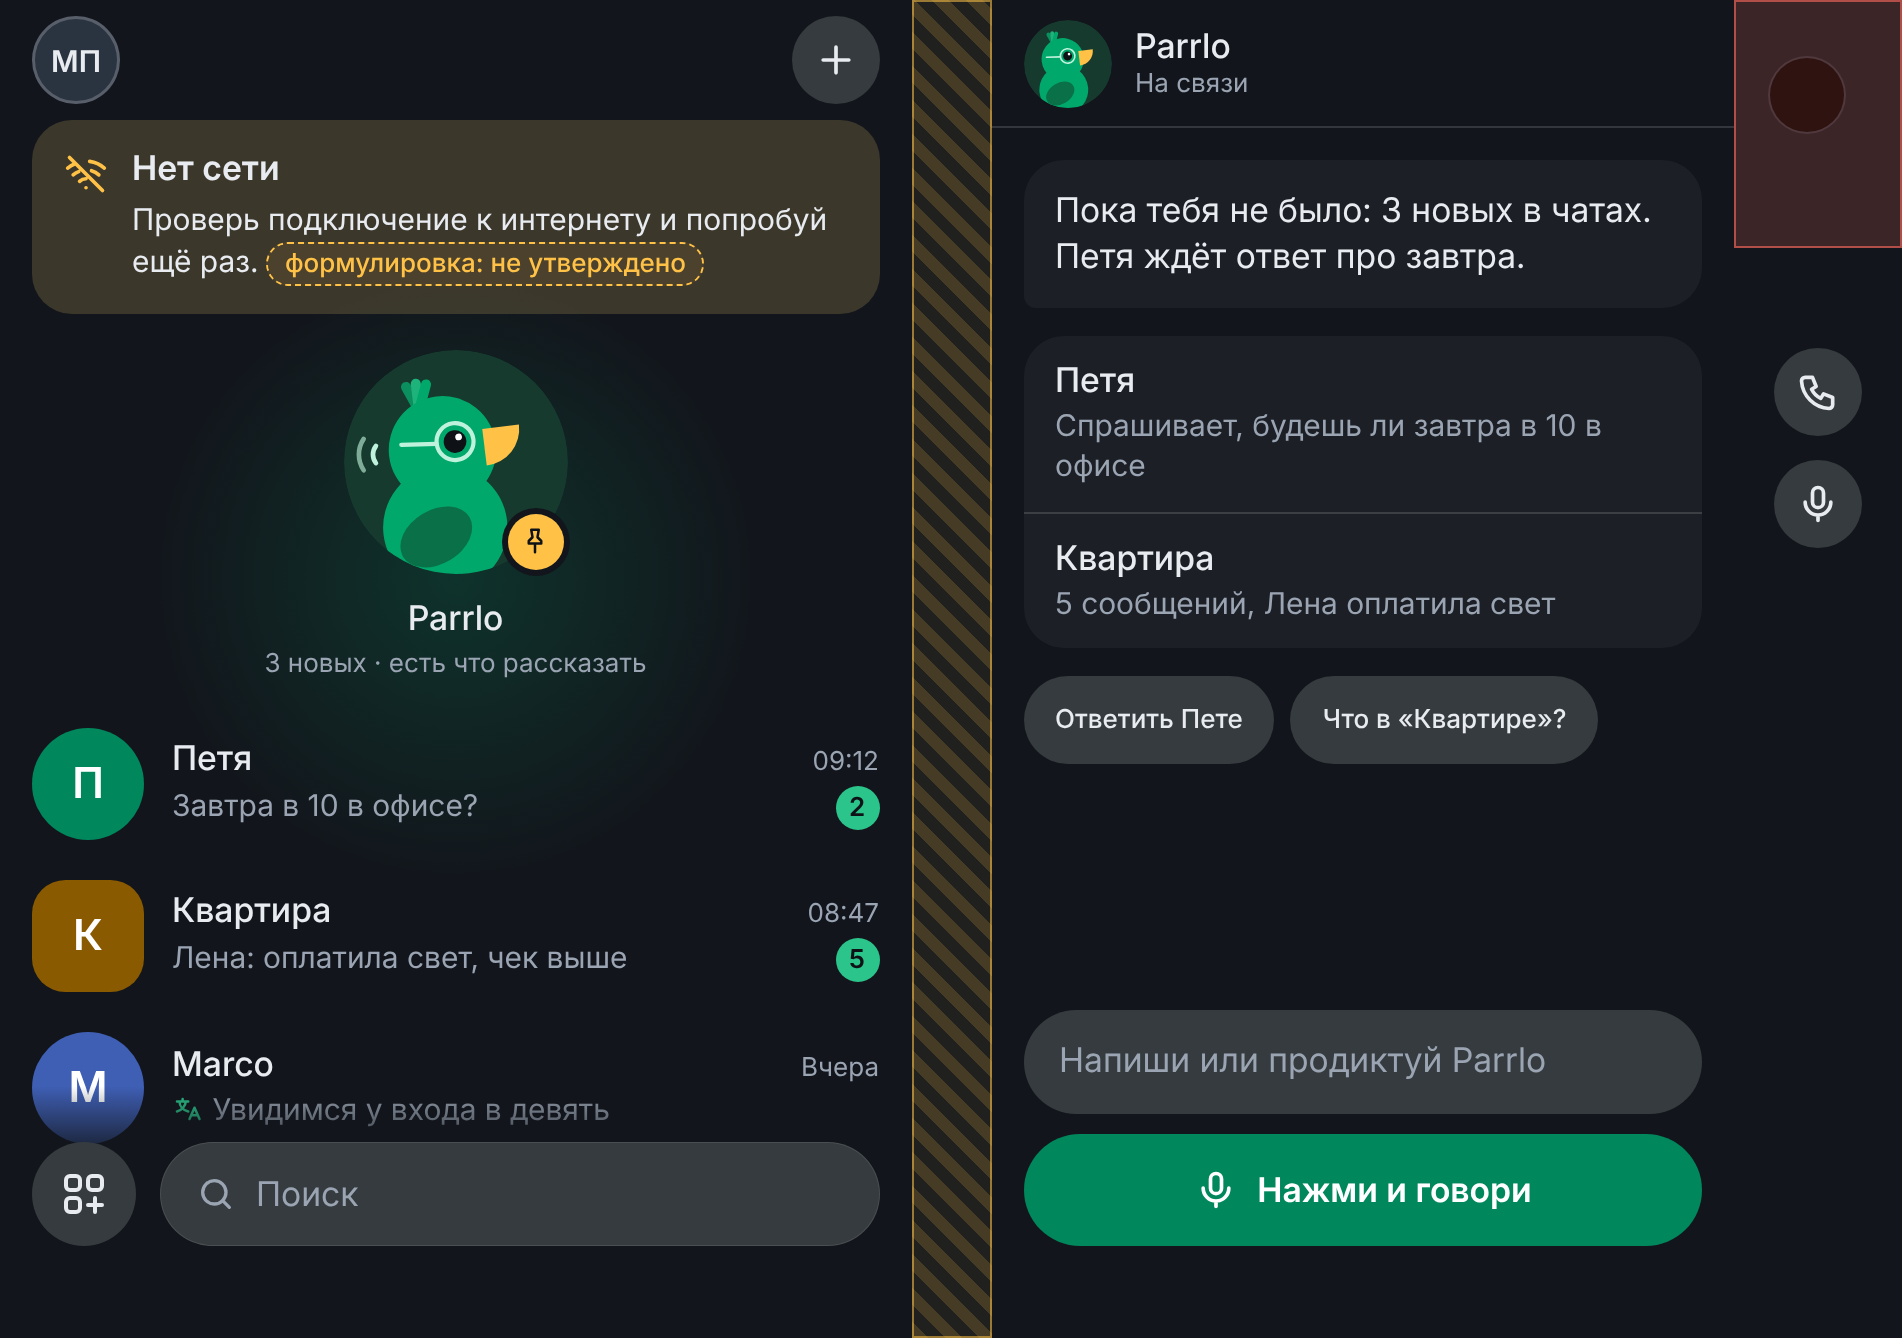 МП
Нет сети
Проверь подключение к интернету и попробуй
ещё раз. формулировка: не утверждено
Parrlo
3 новых · есть что рассказать
П
Петя
09:12
Завтра в 10 в офисе?
2
К
Квартира
08:47
Лена: оплатила свет, чек выше
5
M
Marco
Вчера
Увидимся у входа в девять
Поиск
Parrlo
На связи
Пока тебя не было: 3 новых в чатах.
Петя ждёт ответ про завтра.
Петя
Спрашивает, будешь ли завтра в 10 в
офисе
Квартира
5 сообщений, Лена оплатила свет
Ответить Пете
Что в «Квартире»?
Напиши или продиктуй Parrlo
Нажми и говори